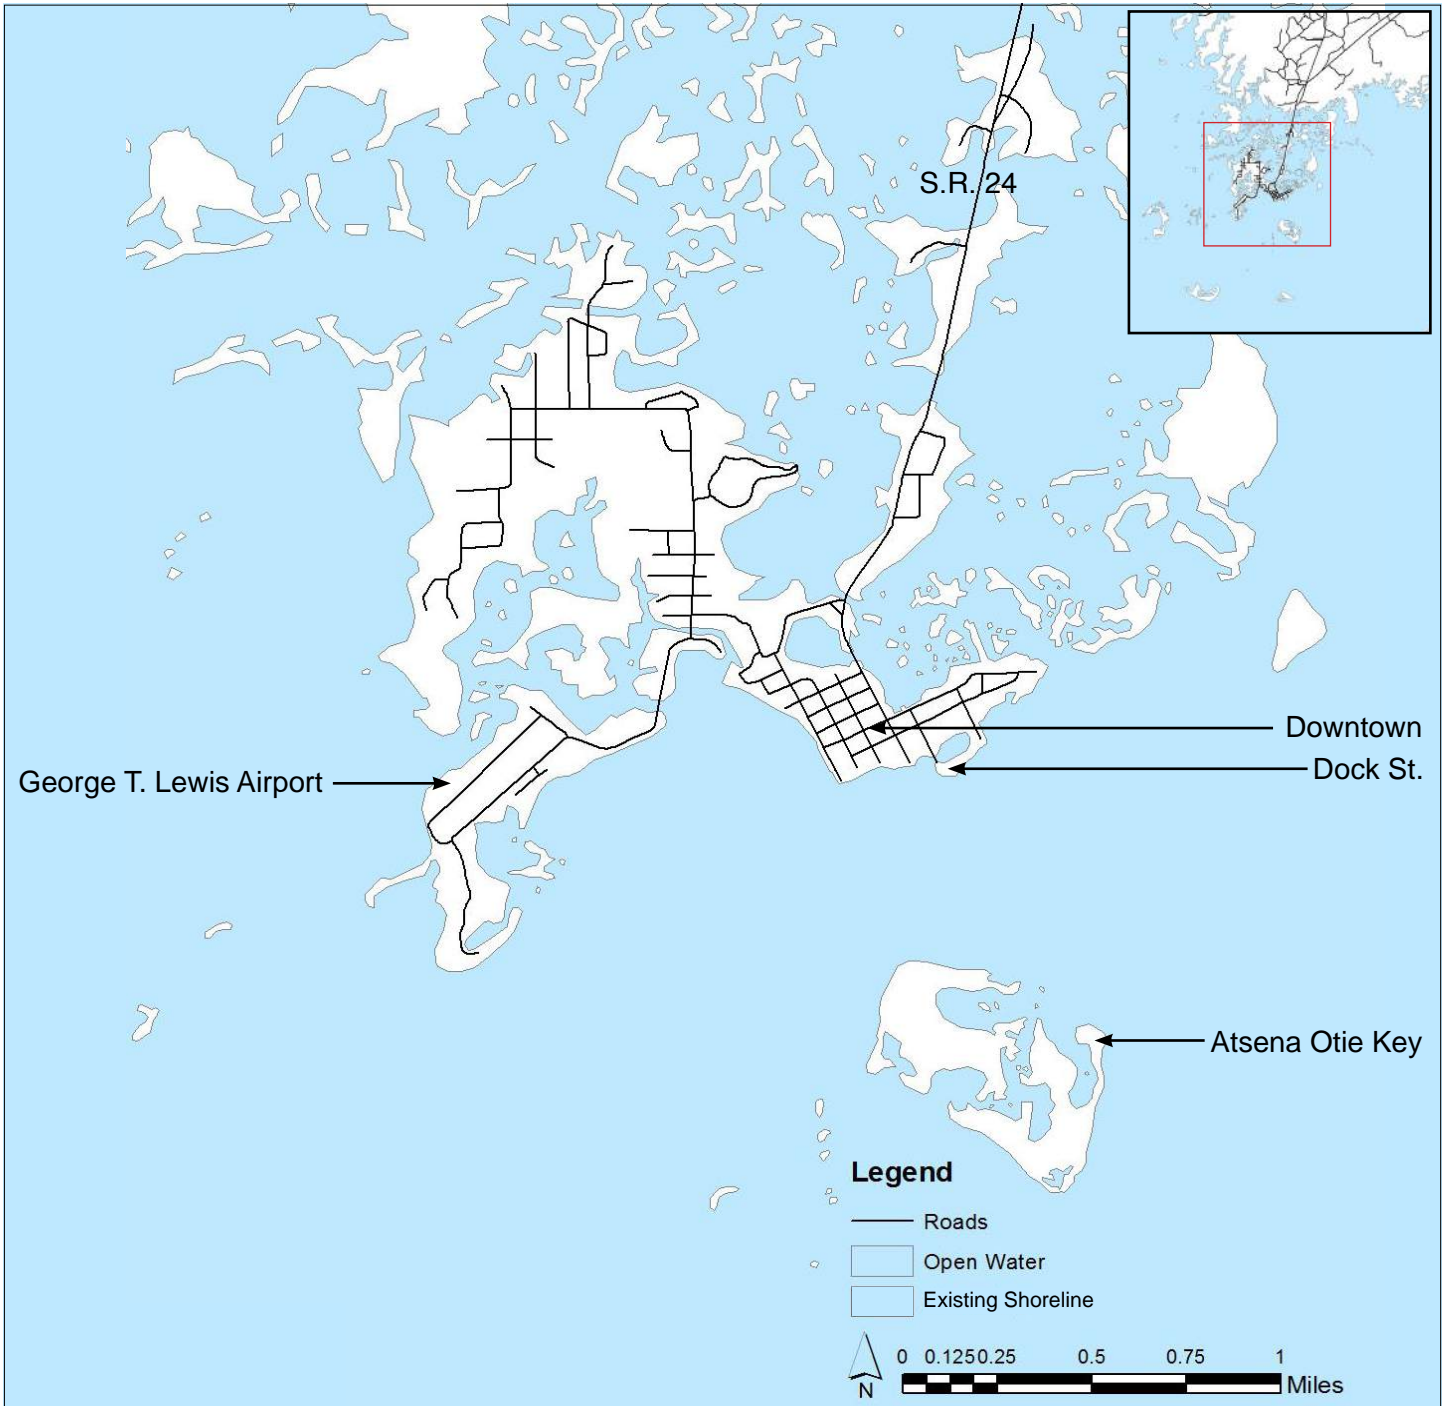 S.R. 24
Downtown
Dock St.
George T. Lewis Airport
Atsena Otie Key
Legend
Roads
Open Water
Existing Shoreline
N
0 0.125 0.25 0.5 0.75 1
Miles